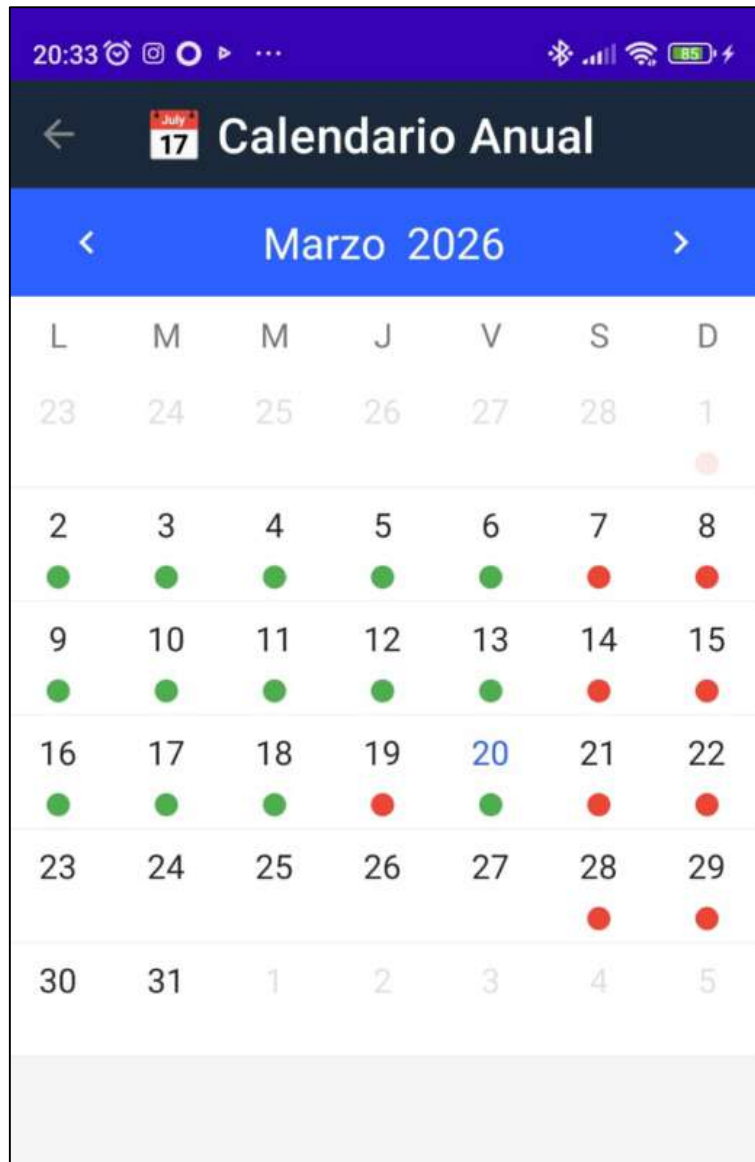 20:33 ... 85
← July 17 Calendario Anual
< Marzo 2026 >
L M M J V S D
23 24 25 26 27 28 1
2 3 4 5 6 7 8
9 10 11 12 13 14 15
16 17 18 19 20 21 22
23 24 25 26 27 28 29
30 31 1 2 3 4 5